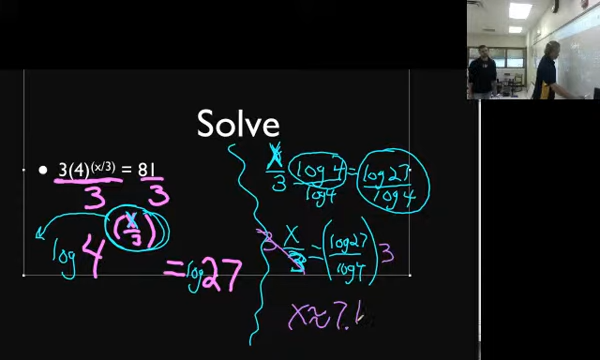 Solve
• 3(4)^(x/3) = 81
3 3
log 4^(x/3) = log 27
x/3 log 4 / log 4 = log 27 / log 4
3 x/3 = (log 27 / log 4) 3
x ≈ 7.